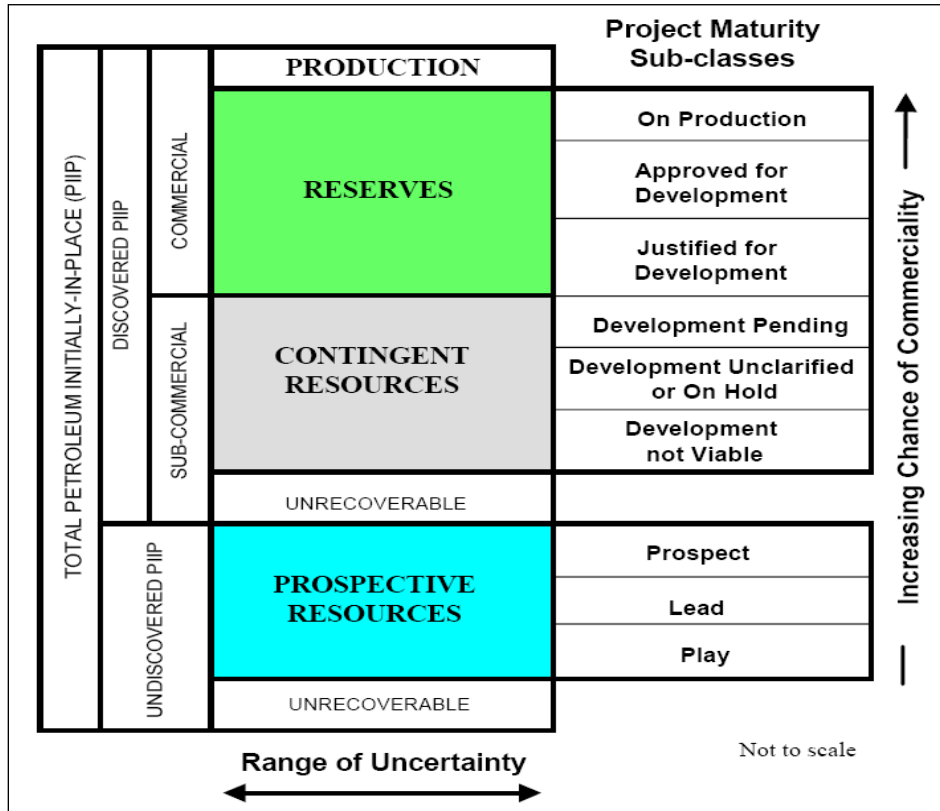 Project Maturity
Sub-classes
PRODUCTION
On Production
RESERVES
Approved for
Development
Justified for
Development
CONTINGENT
RESOURCES
Development Pending
Development Unclarified
or On Hold
Development
not Viable
UNRECOVERABLE
PROSPECTIVE
RESOURCES
Prospect
Lead
Play
UNRECOVERABLE
TOTAL PETROLEUM INITIALLY-IN-PLACE (PIIP)
DISCOVERED PIIP
UNDISCOVERED PIIP
COMMERCIAL
SUB-COMMERCIAL
Increasing Chance of Commerciality
Range of Uncertainty
Not to scale